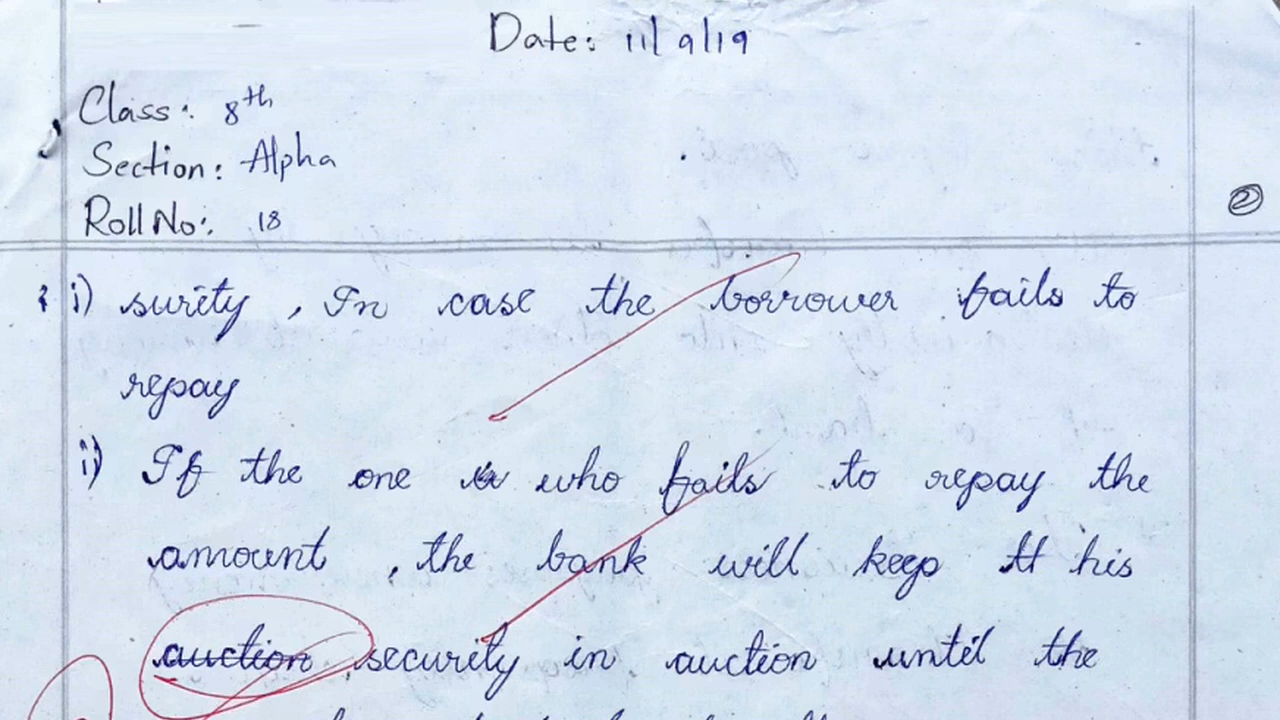 Date: 11/9/19
Class: 8th
Section: Alpha
Roll No: 18
2
i) surity, In case the borrower fails to
repay
ii) If the one who fails to repay the
amount, the bank will keep his
auction security in auction until the